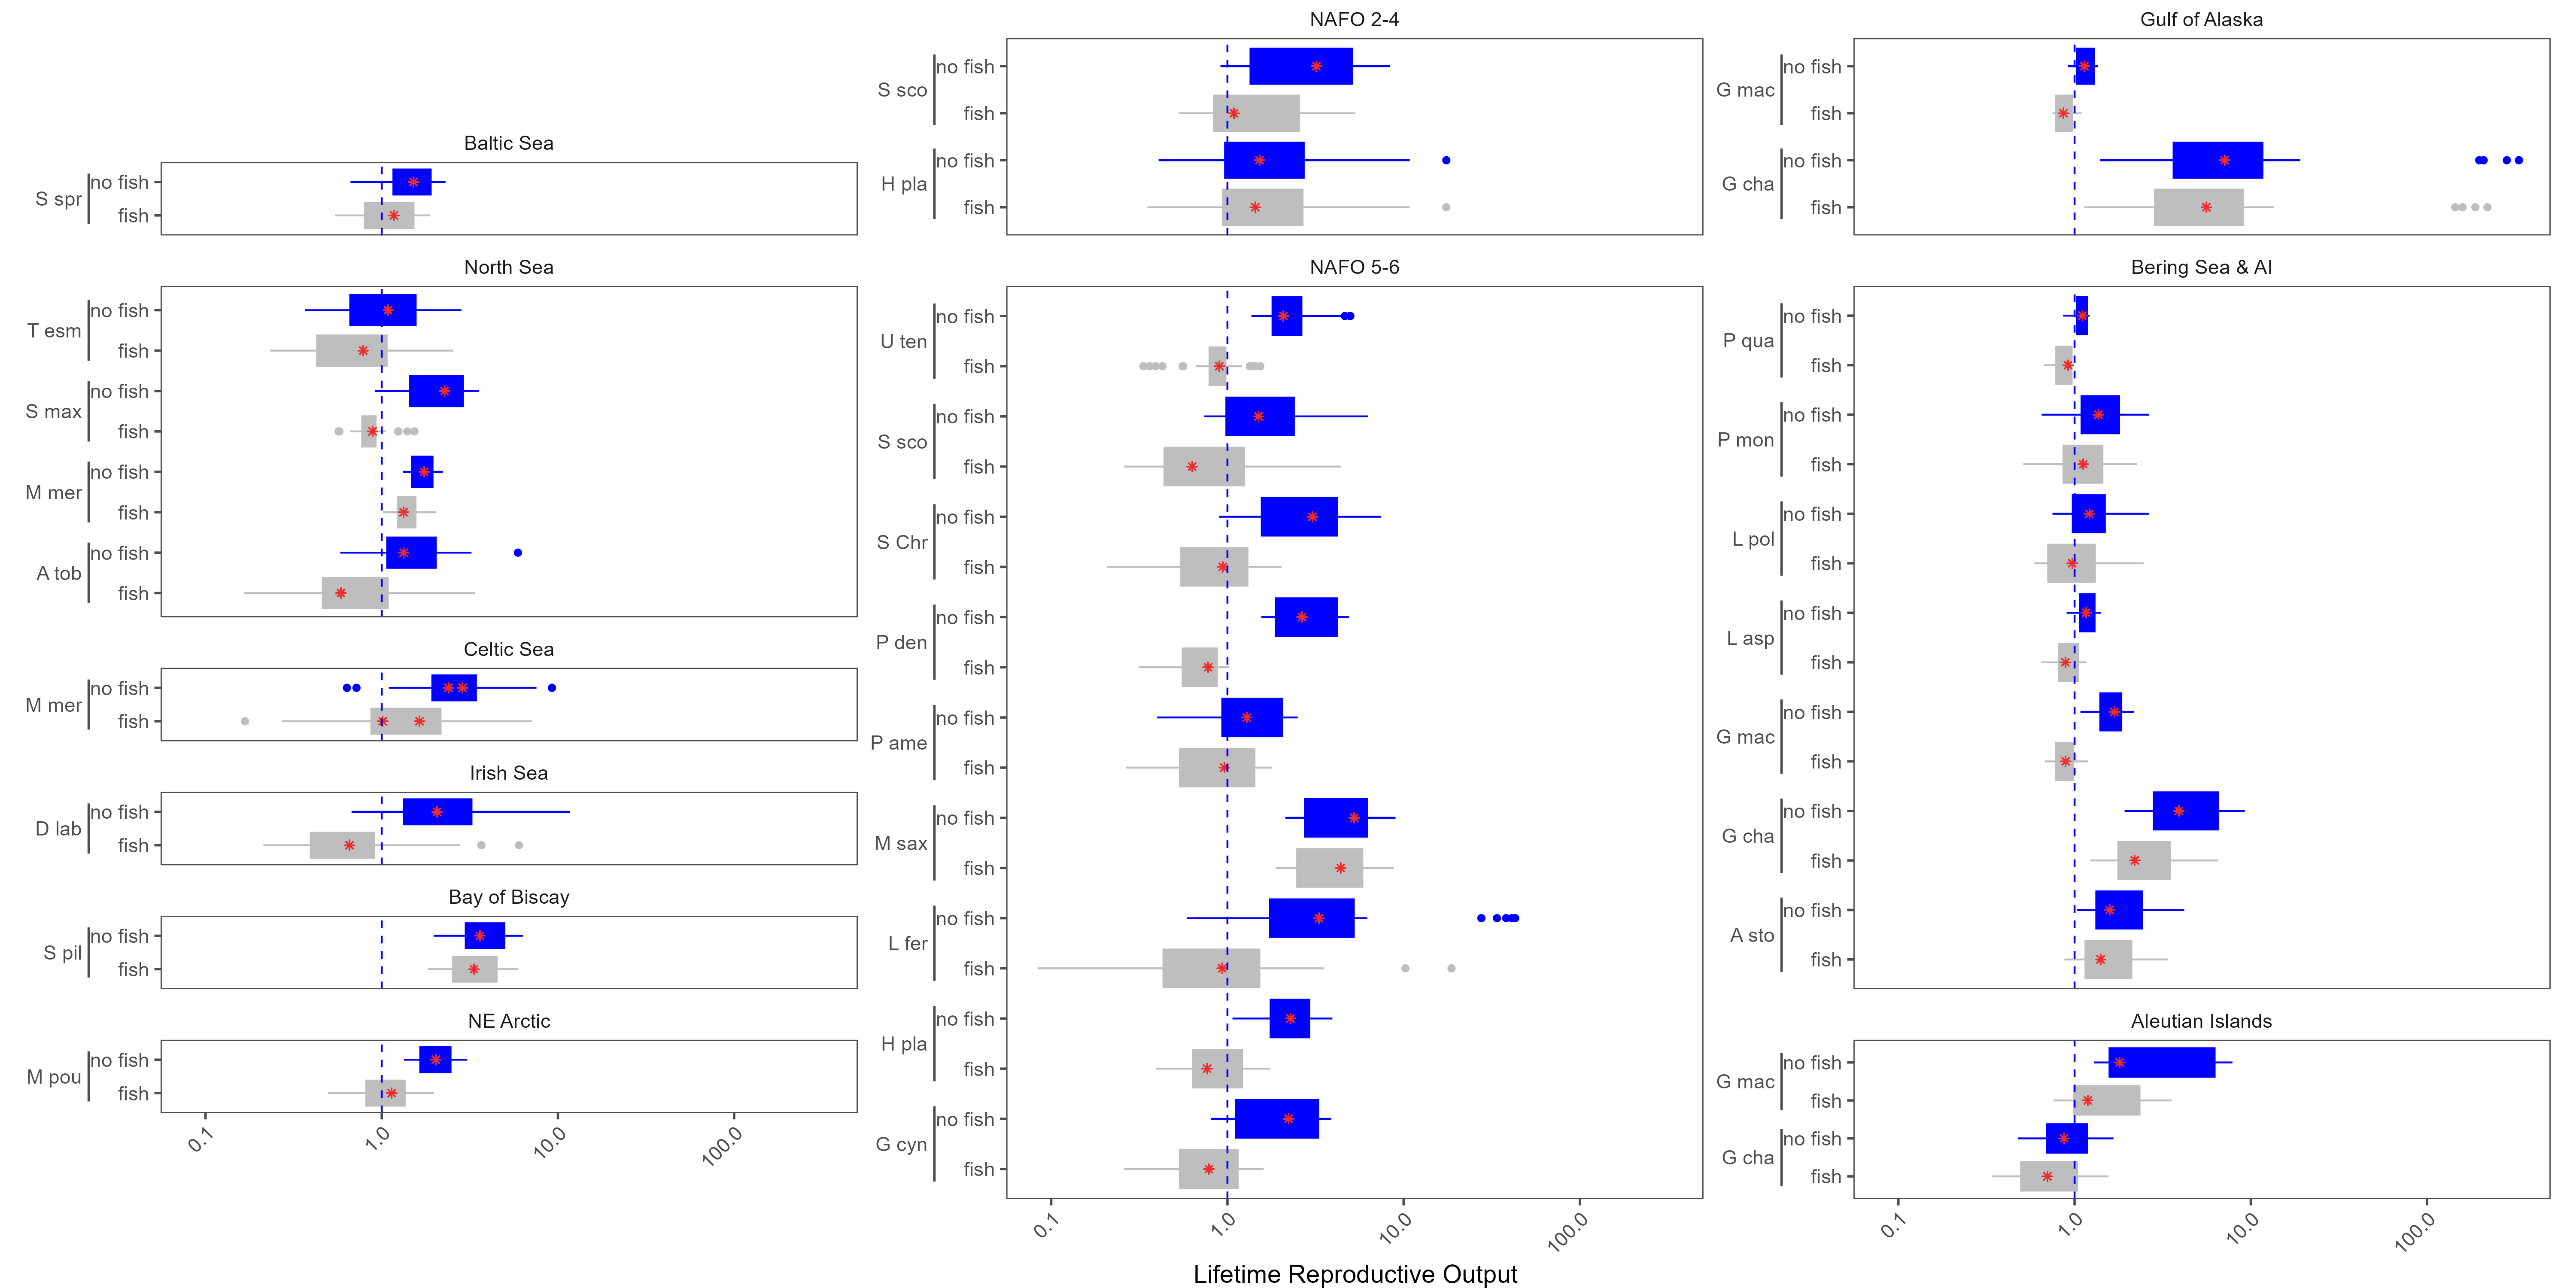 Baltic Sea
S spr
no fish
fish
North Sea
T esm
no fish
fish
S max
no fish
fish
M mer
no fish
fish
A tob
no fish
fish
Celtic Sea
M mer
no fish
fish
Irish Sea
D lab
no fish
fish
Bay of Biscay
S pil
no fish
fish
NE Arctic
M pou
no fish
fish
0.1
1.0
10.0
100.0
NAFO 2-4
S sco
no fish
fish
H pla
no fish
fish
NAFO 5-6
U ten
no fish
fish
S sco
no fish
fish
S Chr
no fish
fish
P den
no fish
fish
P ame
no fish
fish
M sax
no fish
fish
L fer
no fish
fish
H pla
no fish
fish
G cyn
no fish
fish
0.1
1.0
10.0
100.0
Gulf of Alaska
G mac
no fish
fish
G cha
no fish
fish
Bering Sea & AI
P qua
no fish
fish
P mon
no fish
fish
L pol
no fish
fish
L asp
no fish
fish
G mac
no fish
fish
G cha
no fish
fish
A sto
no fish
fish
Aleutian Islands
G mac
no fish
fish
G cha
no fish
fish
0.1
1.0
10.0
100.0
Lifetime Reproductive Output